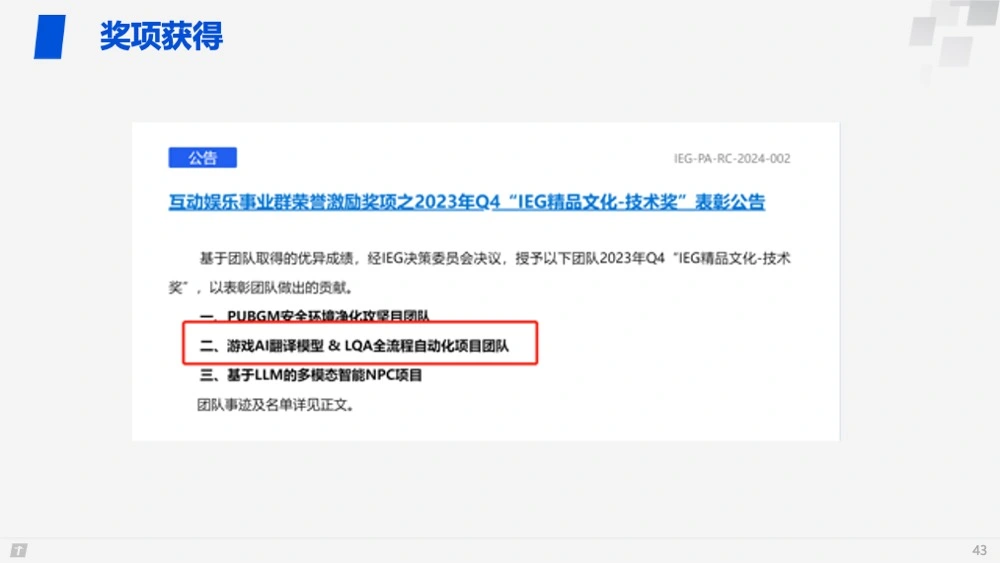 奖项获得
公告
IEG-PA-RC-2024-002
互动娱乐事业群荣誉激励奖项之2023年Q4“IEG精品文化-技术奖”表彰公告
基于团队取得的优异成绩，经IEG决策委员会决议，授予以下团队2023年Q4“IEG精品文化-技术
奖”，以表彰团队做出的贡献。
一、PUBGM安全环境净化攻坚目团队
二、游戏AI翻译模型 & LQA全流程自动化项目团队
三、基于LLM的多模态智能NPC项目
团队事迹及名单详见正文。
T
43